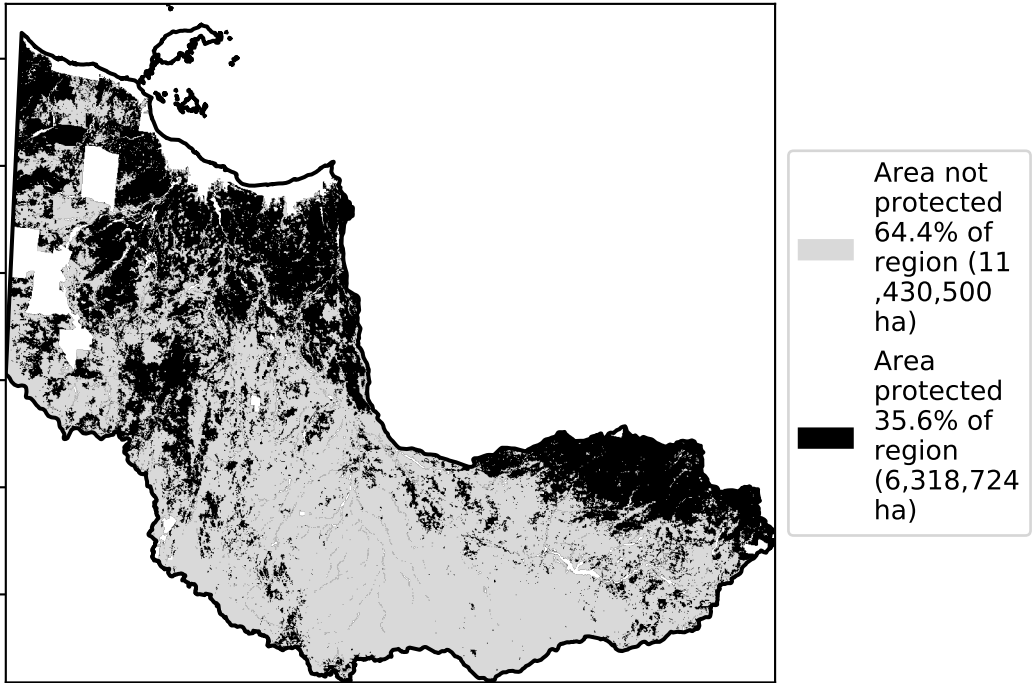 Area not
protected
64.4% of
region (11
,430,500
ha)
Area
protected
35.6% of
region
(6,318,724
ha)